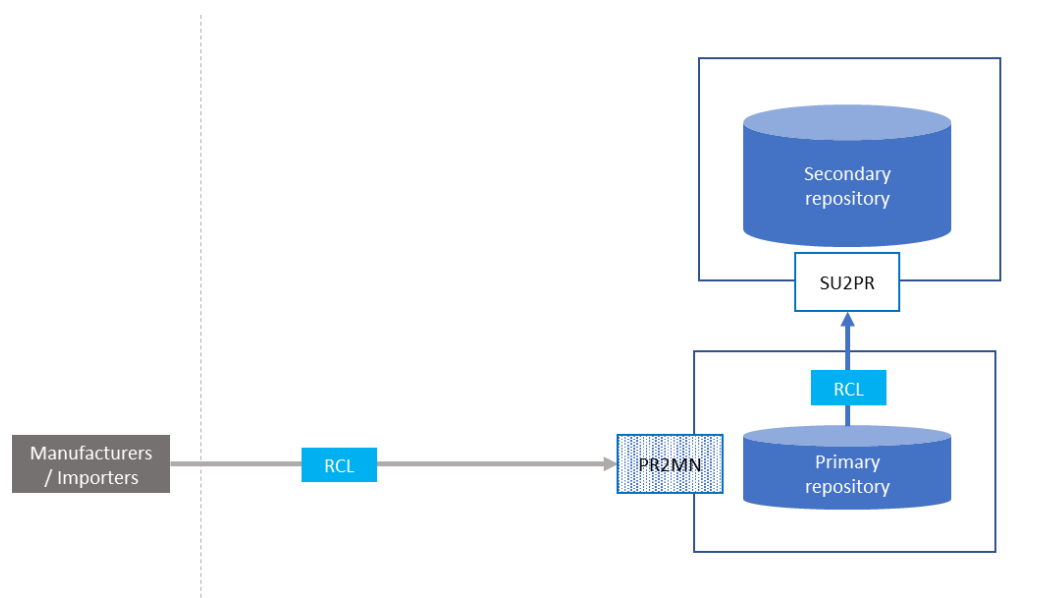 Secondary
repository
SU2PR
RCL
Manufacturers
/ Importers
RCL
PR2MN
Primary
repository